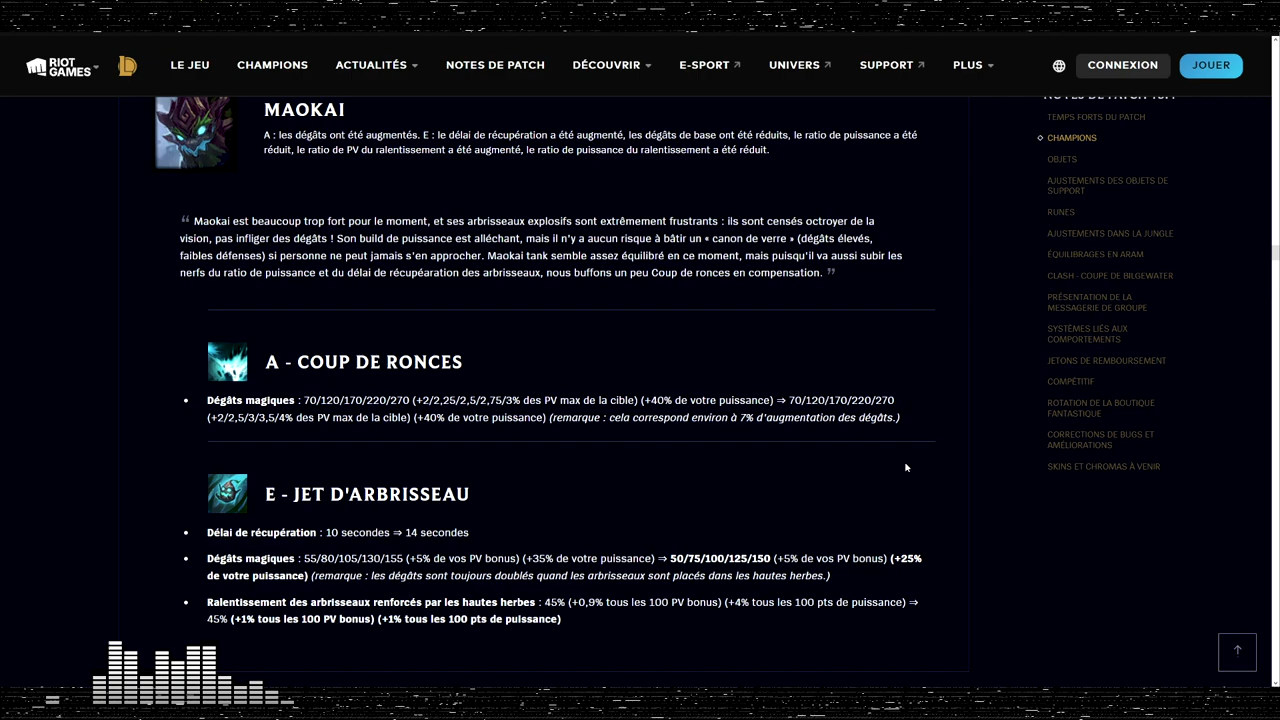 RIOT GAMES
LE JEU
CHAMPIONS
ACTUALITÉS
NOTES DE PATCH
DÉCOUVRIR
E-SPORT
UNIVERS
SUPPORT
PLUS
CONNEXION
JOUER
MAOKAI
A : les dégâts ont été augmentés. E : le délai de récupération a été augmenté, les dégâts de base ont été réduits, le ratio de puissance a été
réduit, le ratio de PV du ralentissement a été augmenté, le ratio de puissance du ralentissement a été réduit.
“ Maokai est beaucoup trop fort pour le moment, et ses arbrisseaux explosifs sont extrêmement frustrants : ils sont censés octroyer de la
vision, pas infliger des dégâts ! Son build de puissance est alléchant, mais il n'y a aucun risque à bâtir un « canon de verre » (dégâts élevés,
faibles défenses) si personne ne peut jamais s'en approcher. Maokai tank semble assez équilibré en ce moment, mais puisqu'il va aussi subir les
nerfs du ratio de puissance et du délai de récupéaration des arbrisseaux, nous buffons un peu Coup de ronces en compensation. ”
A - COUP DE RONCES
• Dégâts magiques : 70/120/170/220/270 (+2/2,25/2,5/2,75/3% des PV max de la cible) (+40% de votre puissance) ⇒ 70/120/170/220/270
(+2/2,5/3/3,5/4% des PV max de la cible) (+40% de votre puissance) (remarque : cela correspond environ à 7% d'augmentation des dégâts.)
E - JET D'ARBRISSEAU
• Délai de récupération : 10 secondes ⇒ 14 secondes
• Dégâts magiques : 55/80/105/130/155 (+5% de vos PV bonus) (+35% de votre puissance) ⇒ 50/75/100/125/150 (+5% de vos PV bonus) (+25%
de votre puissance) (remarque : les dégâts sont toujours doublés quand les arbrisseaux sont placés dans les hautes herbes.)
• Ralentissement des arbrisseaux renforcés par les hautes herbes : 45% (+0,9% tous les 100 PV bonus) (+4% tous les 100 pts de puissance) ⇒
45% (+1% tous les 100 PV bonus) (+1% tous les 100 pts de puissance)
TEMPS FORTS DU PATCH
CHAMPIONS
OBJETS
AJUSTEMENTS DES OBJETS DE
SUPPORT
RUNES
AJUSTEMENTS DANS LA JUNGLE
ÉQUILIBRAGES EN ARAM
CLASH - COUPE DE BILGEWATER
PRÉSENTATION DE LA
MESSAGERIE DE GROUPE
SYSTÈMES LIÉS AUX
COMPORTEMENTS
JETONS DE REMBOURSEMENT
COMPÉTITIF
ROTATION DE LA BOUTIQUE
FANTASTIQUE
CORRECTIONS DE BUGS ET
AMÉLIORATIONS
SKINS ET CHROMAS À VENIR